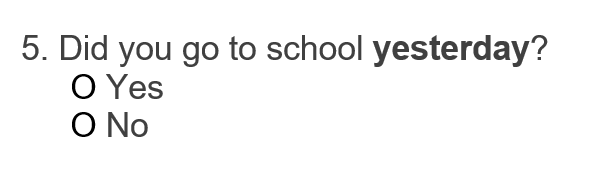 5. Did you go to school yesterday?
O Yes
O No